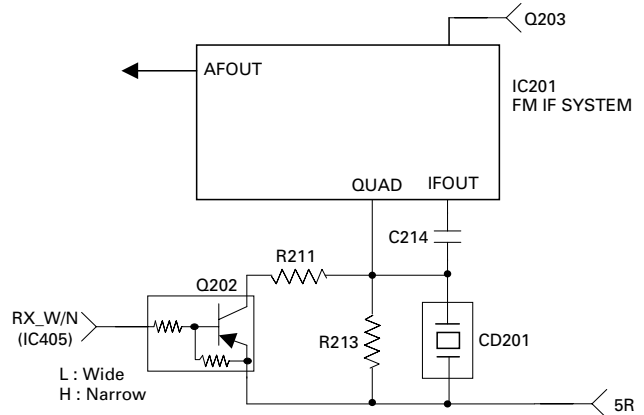 Q203
AFOUT
IC201
FM IF SYSTEM
QUAD
IFOUT
C214
R211
Q202
RX_W/N
(IC405)
R213
CD201
L : Wide
H : Narrow
5R